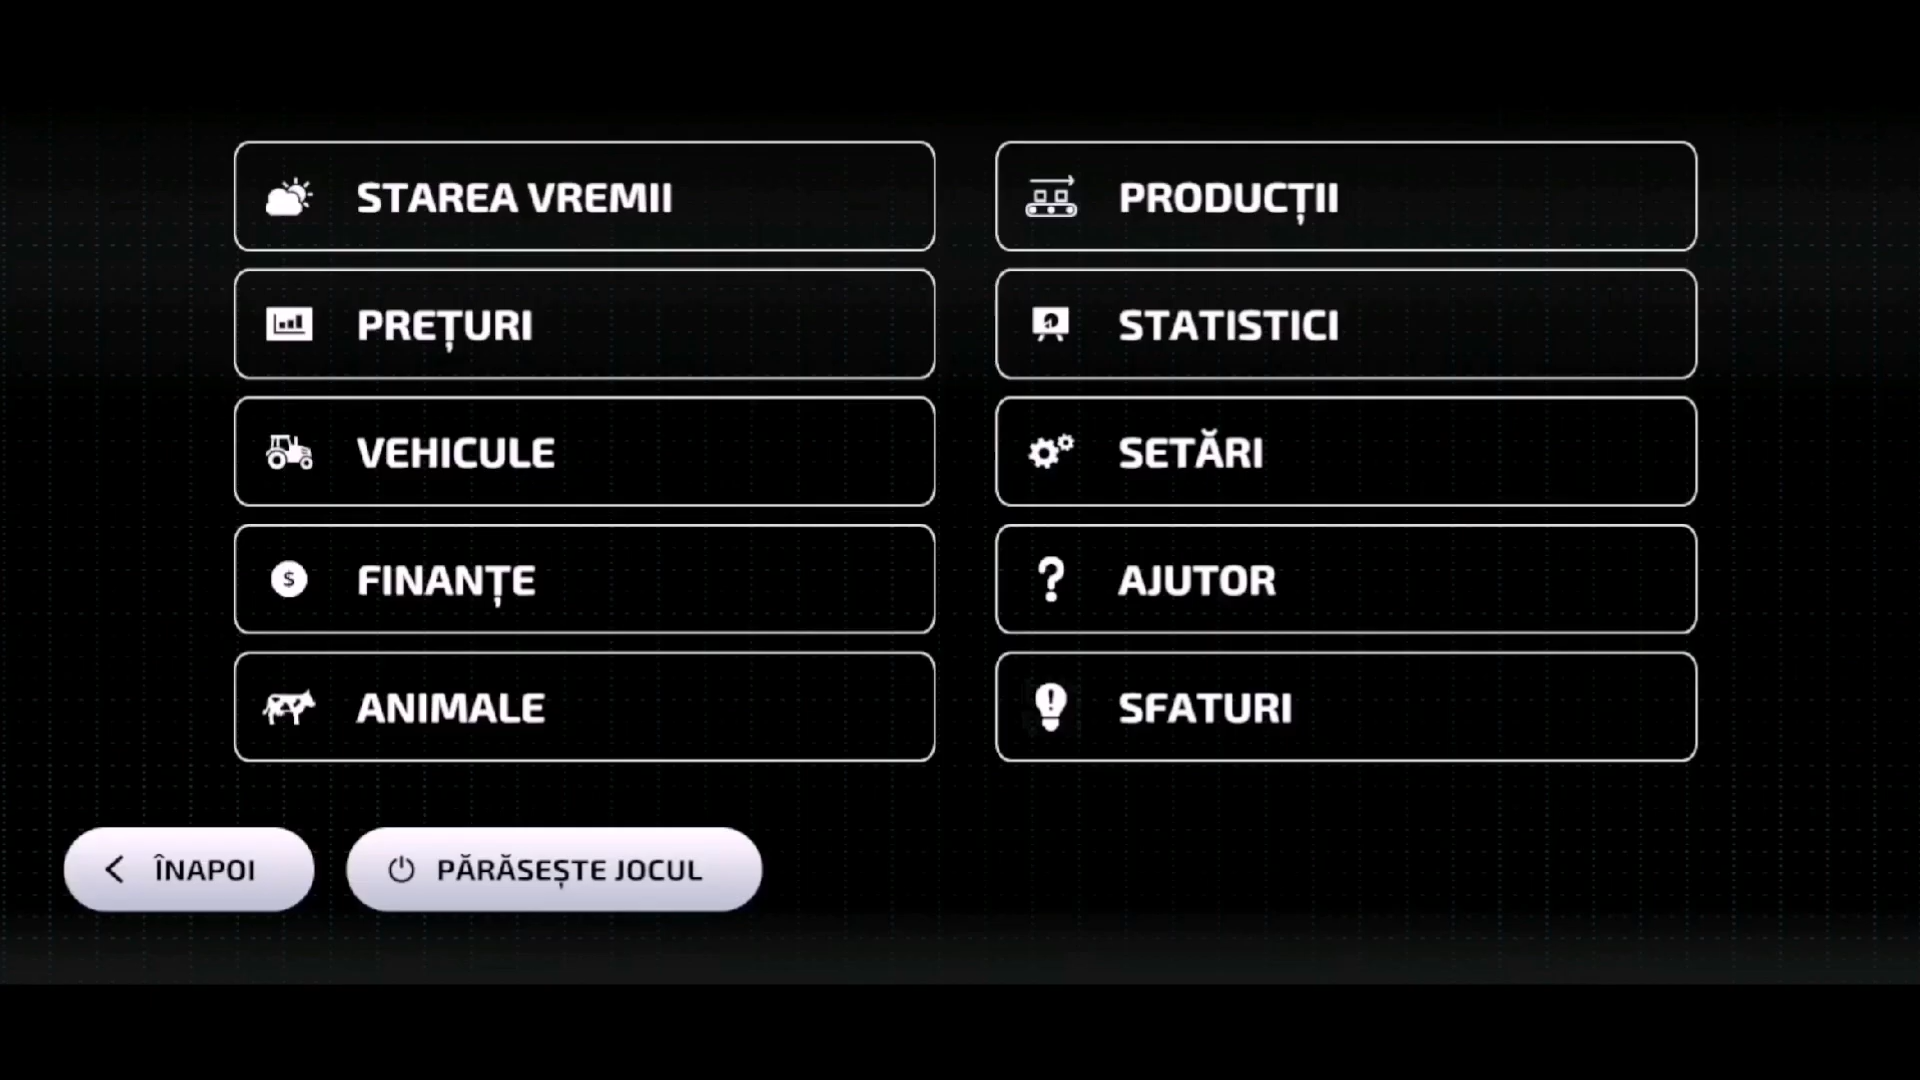 STAREA VREMII
PREȚURI
VEHICULE
FINANȚE
ANIMALE
PRODUCȚII
STATISTICI
SETĂRI
AJUTOR
SFATURI
ÎNAPOI
PĂRĂSEȘTE JOCUL